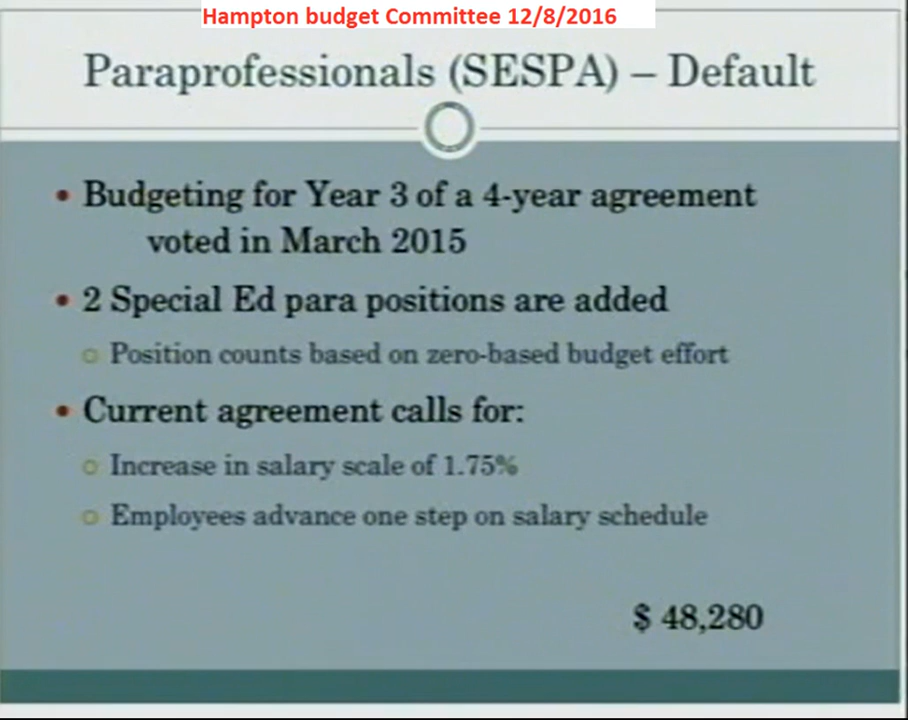 Hampton budget Committee 12/8/2016
Paraprofessionals (SESPA) – Default
• Budgeting for Year 3 of a 4-year agreement
voted in March 2015
• 2 Special Ed para positions are added
○ Position counts based on zero-based budget effort
• Current agreement calls for:
○ Increase in salary scale of 1.75%
○ Employees advance one step on salary schedule
$ 48,280